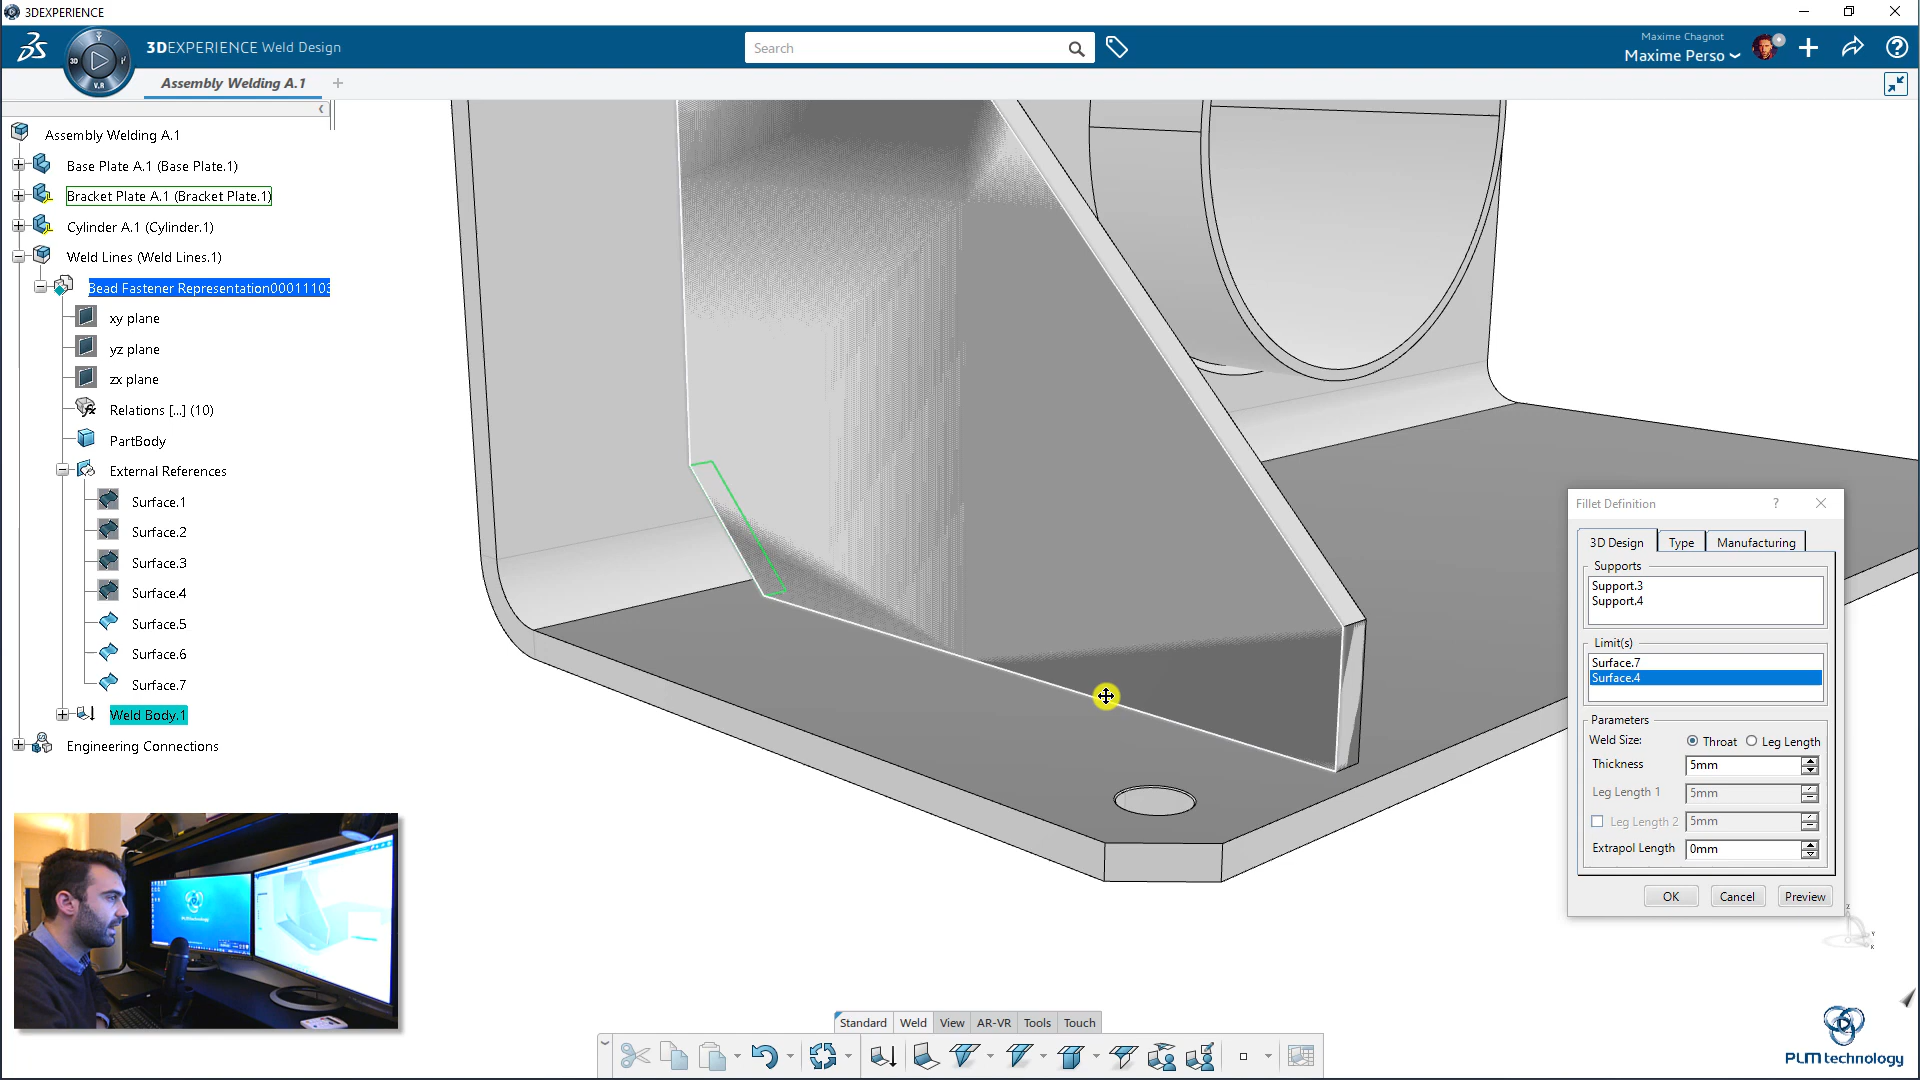 3DEXPERIENCE
3DEXPERIENCE Weld Design
Search
Maxime Chagnot
Maxime Perso
3D
V.R
Assembly Welding A.1
Assembly Welding A.1
Base Plate A.1 (Base Plate.1)
Bracket Plate A.1 (Bracket Plate.1)
Cylinder A.1 (Cylinder.1)
Weld Lines (Weld Lines.1)
Bead Fastener Representation00011103
xy plane
yz plane
zx plane
Relations [...] (10)
PartBody
External References
Surface.1
Surface.2
Surface.3
Surface.4
Surface.5
Surface.6
Surface.7
Weld Body.1
Engineering Connections
Fillet Definition
3D Design Type Manufacturing
Supports
Support.3
Support.4
Limit(s)
Surface.7
Surface.4
Parameters
Weld Size: Throat Leg Length
Thickness 5mm
Leg Length 1 5mm
Leg Length 2 5mm
Extrapol Length 0mm
OK Cancel Preview
PLM technology
Standard Weld View AR-VR Tools Touch
PLM technology